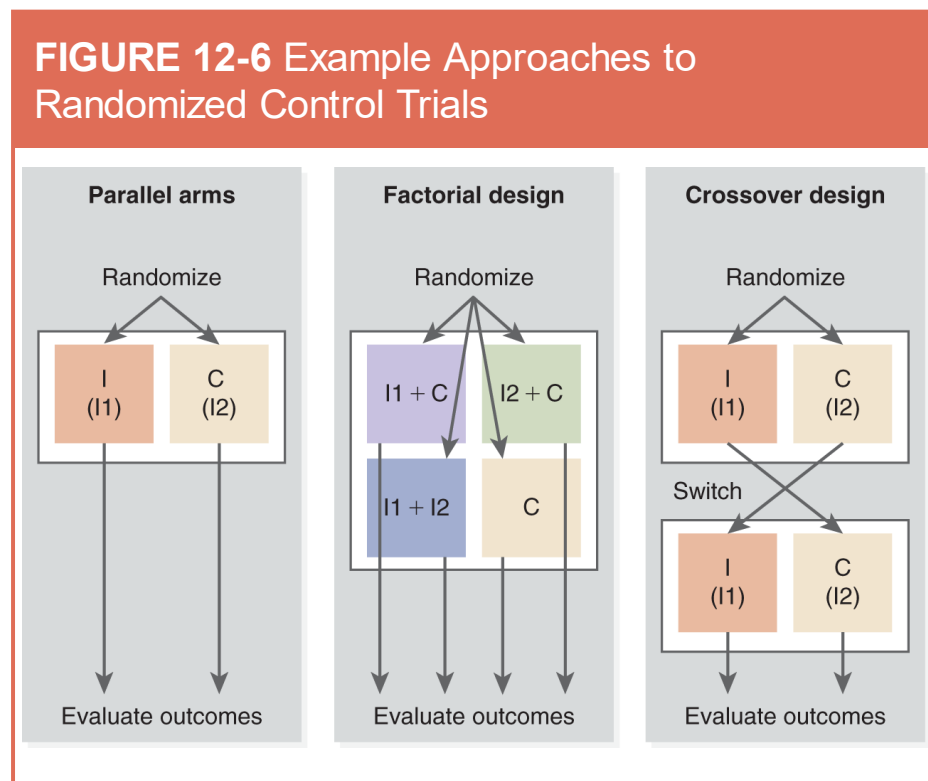 FIGURE 12-6 Example Approaches to
Randomized Control Trials
Parallel arms
Randomize
I
(I1)
C
(I2)
Evaluate outcomes
Factorial design
Randomize
I1 + C
I2 + C
I1 + I2
C
Evaluate outcomes
Crossover design
Randomize
I
(I1)
C
(I2)
Switch
I
(I1)
C
(I2)
Evaluate outcomes